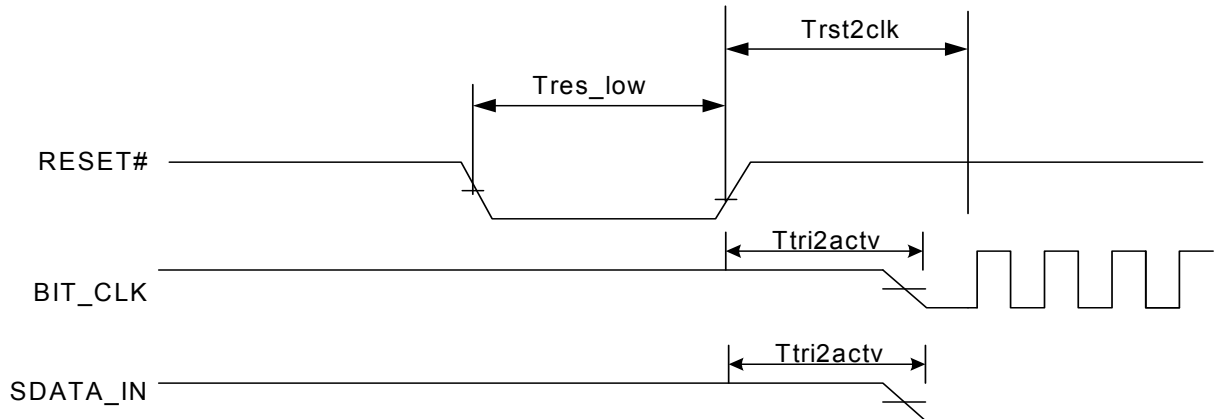 Trst2clk
Tres_low
RESET#
Ttri2actv
BIT_CLK
Ttri2actv
SDATA_IN